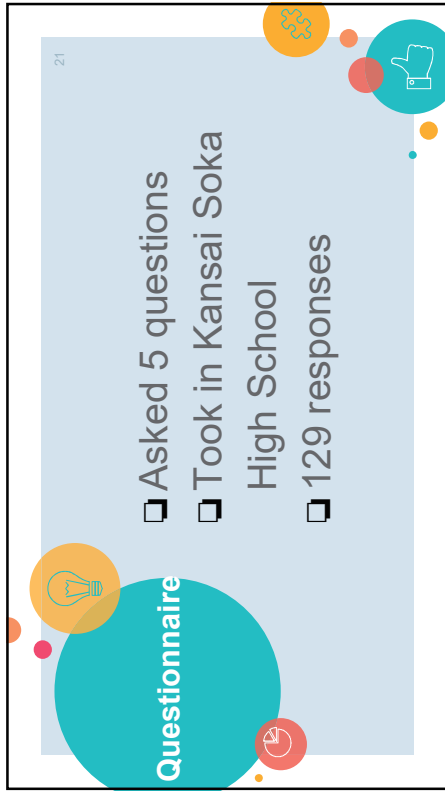 Questionnaire
❑ Asked 5 questions
❑ Took in Kansai Soka
High School
❑ 129 responses
21